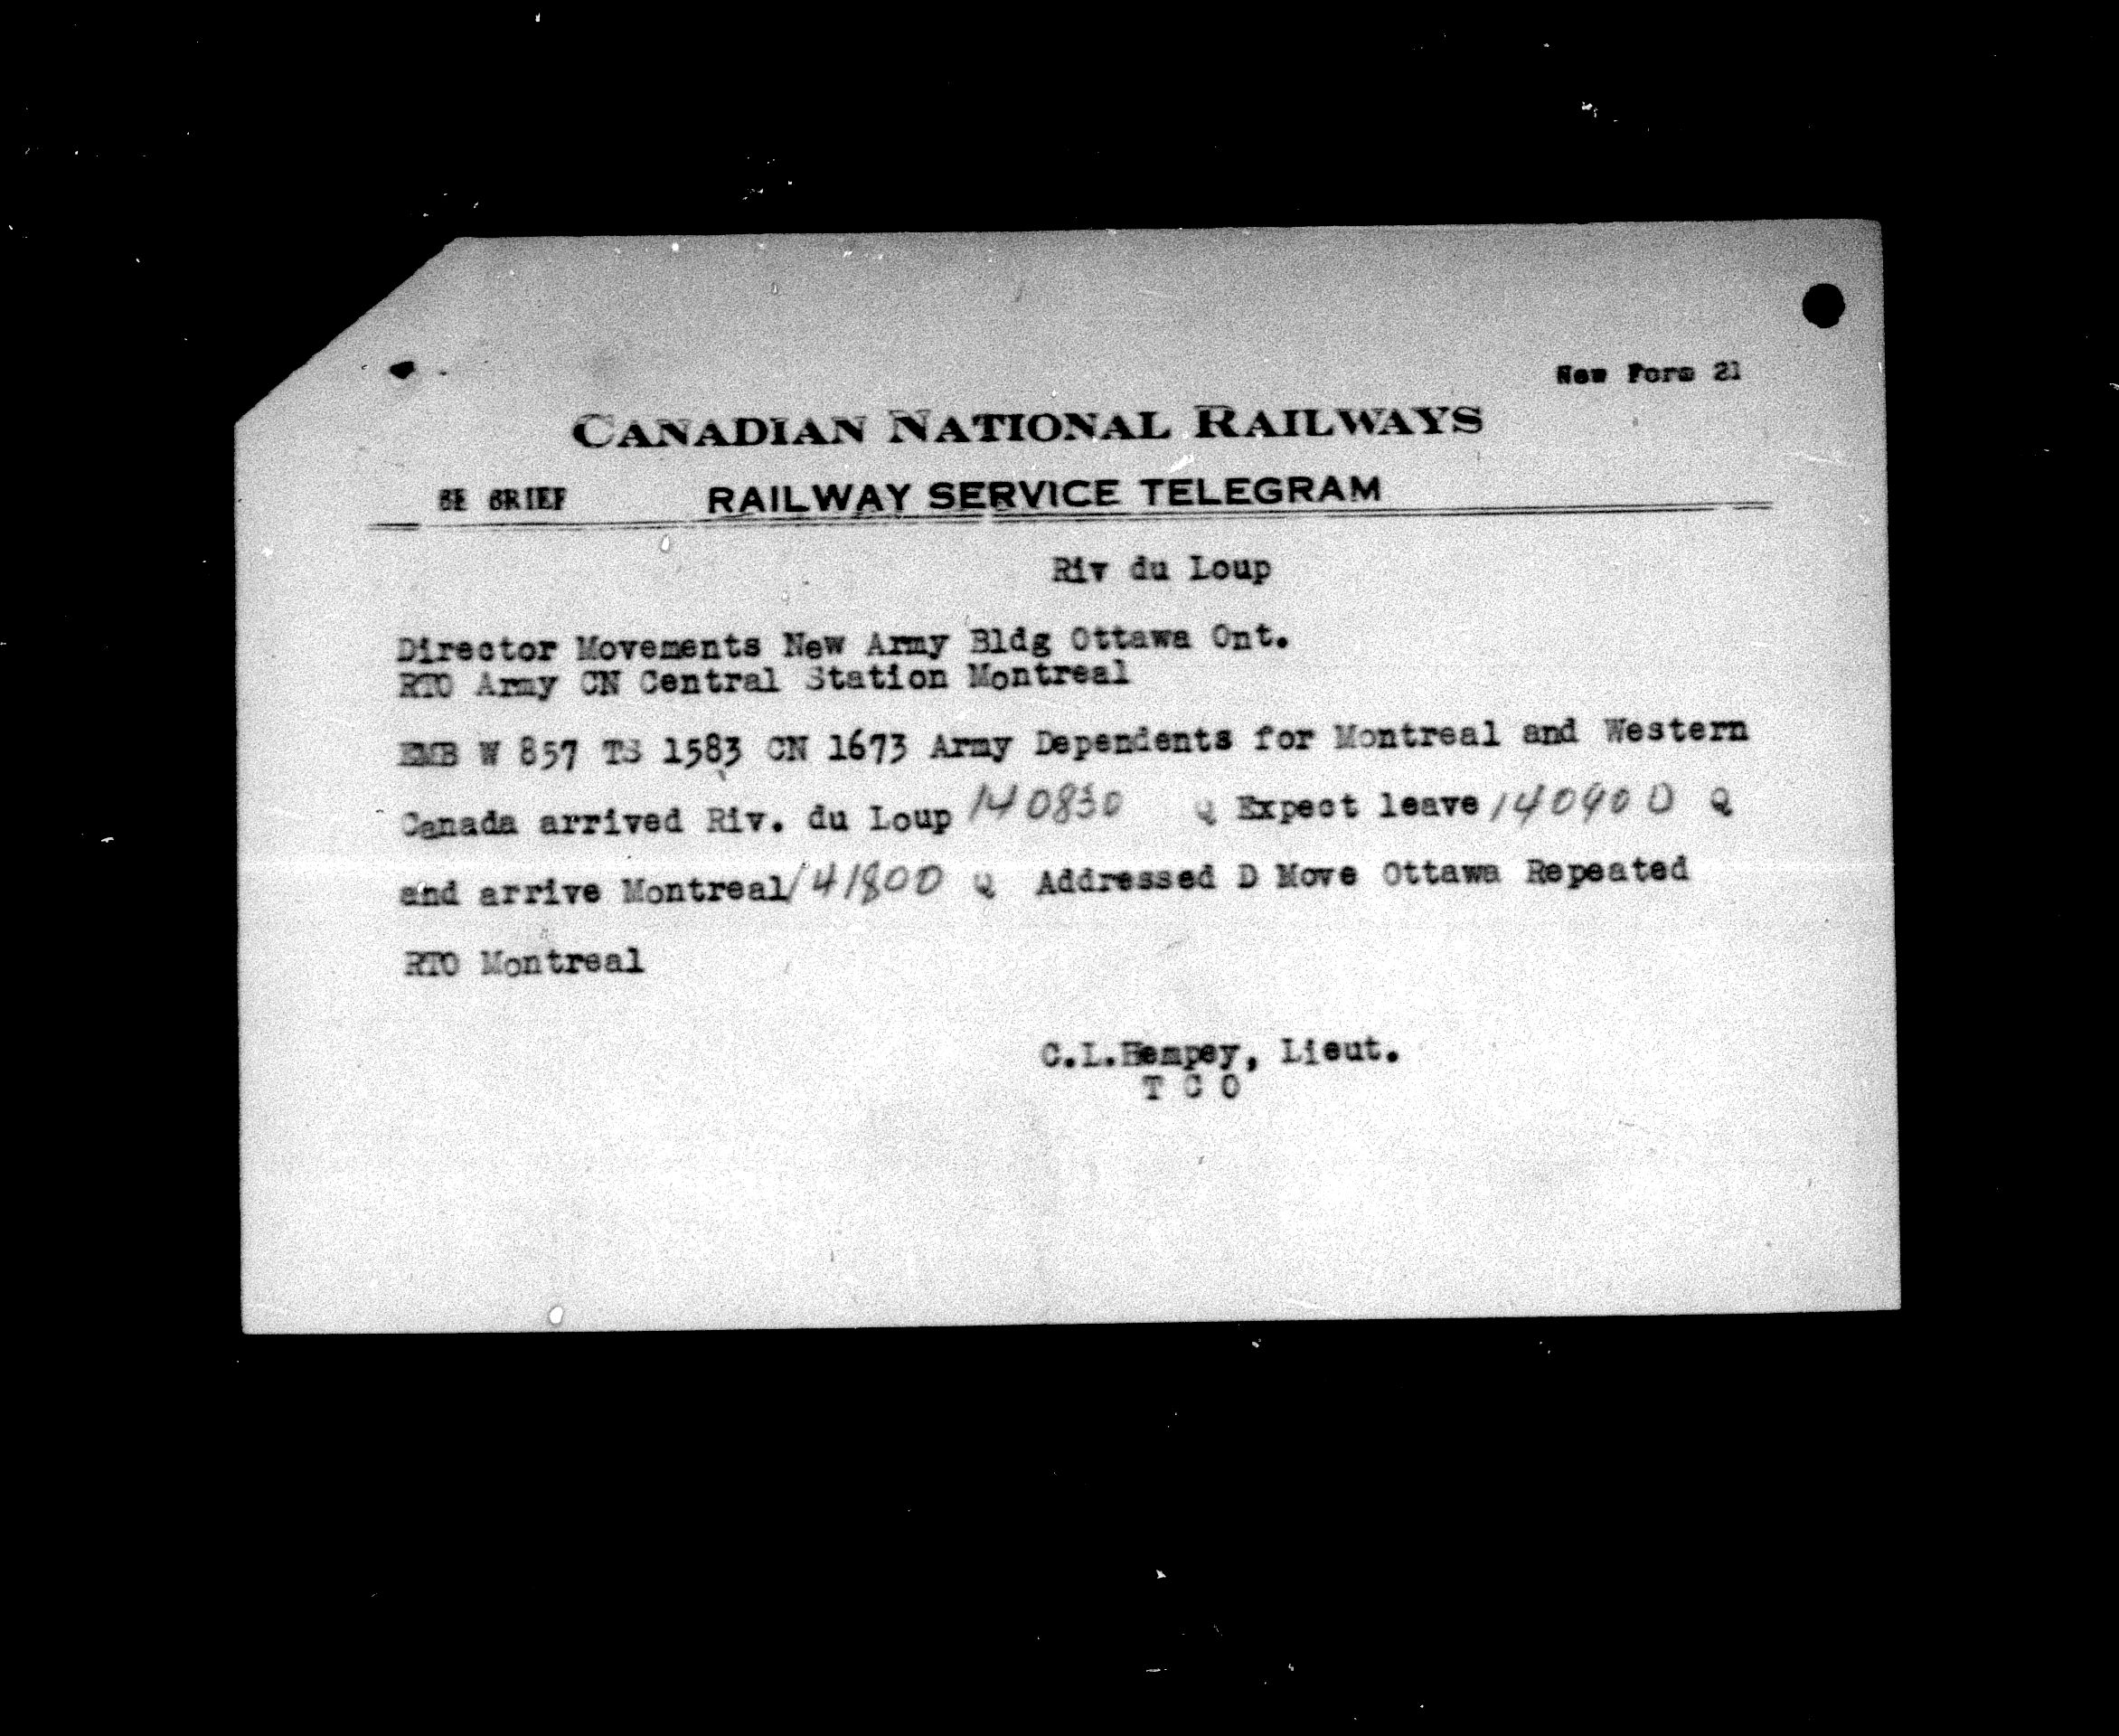 New Form 21
CANADIAN NATIONAL RAILWAYS
BE BRIEF RAILWAY SERVICE TELEGRAM
Riv du Loup
Director Movements New Army Bldg Ottawa Ont.
RTO Army CN Central Station Montreal
EMB W 857 TS 1583 CN 1673 Army Dependents for Montreal and Western
Canada arrived Riv. du Loup 140830 Q Expect leave 140900 Q
and arrive Montreal 141800 Q Addressed D Move Ottawa Repeated
RTO Montreal
C.L.Hempey, Lieut.
T C O